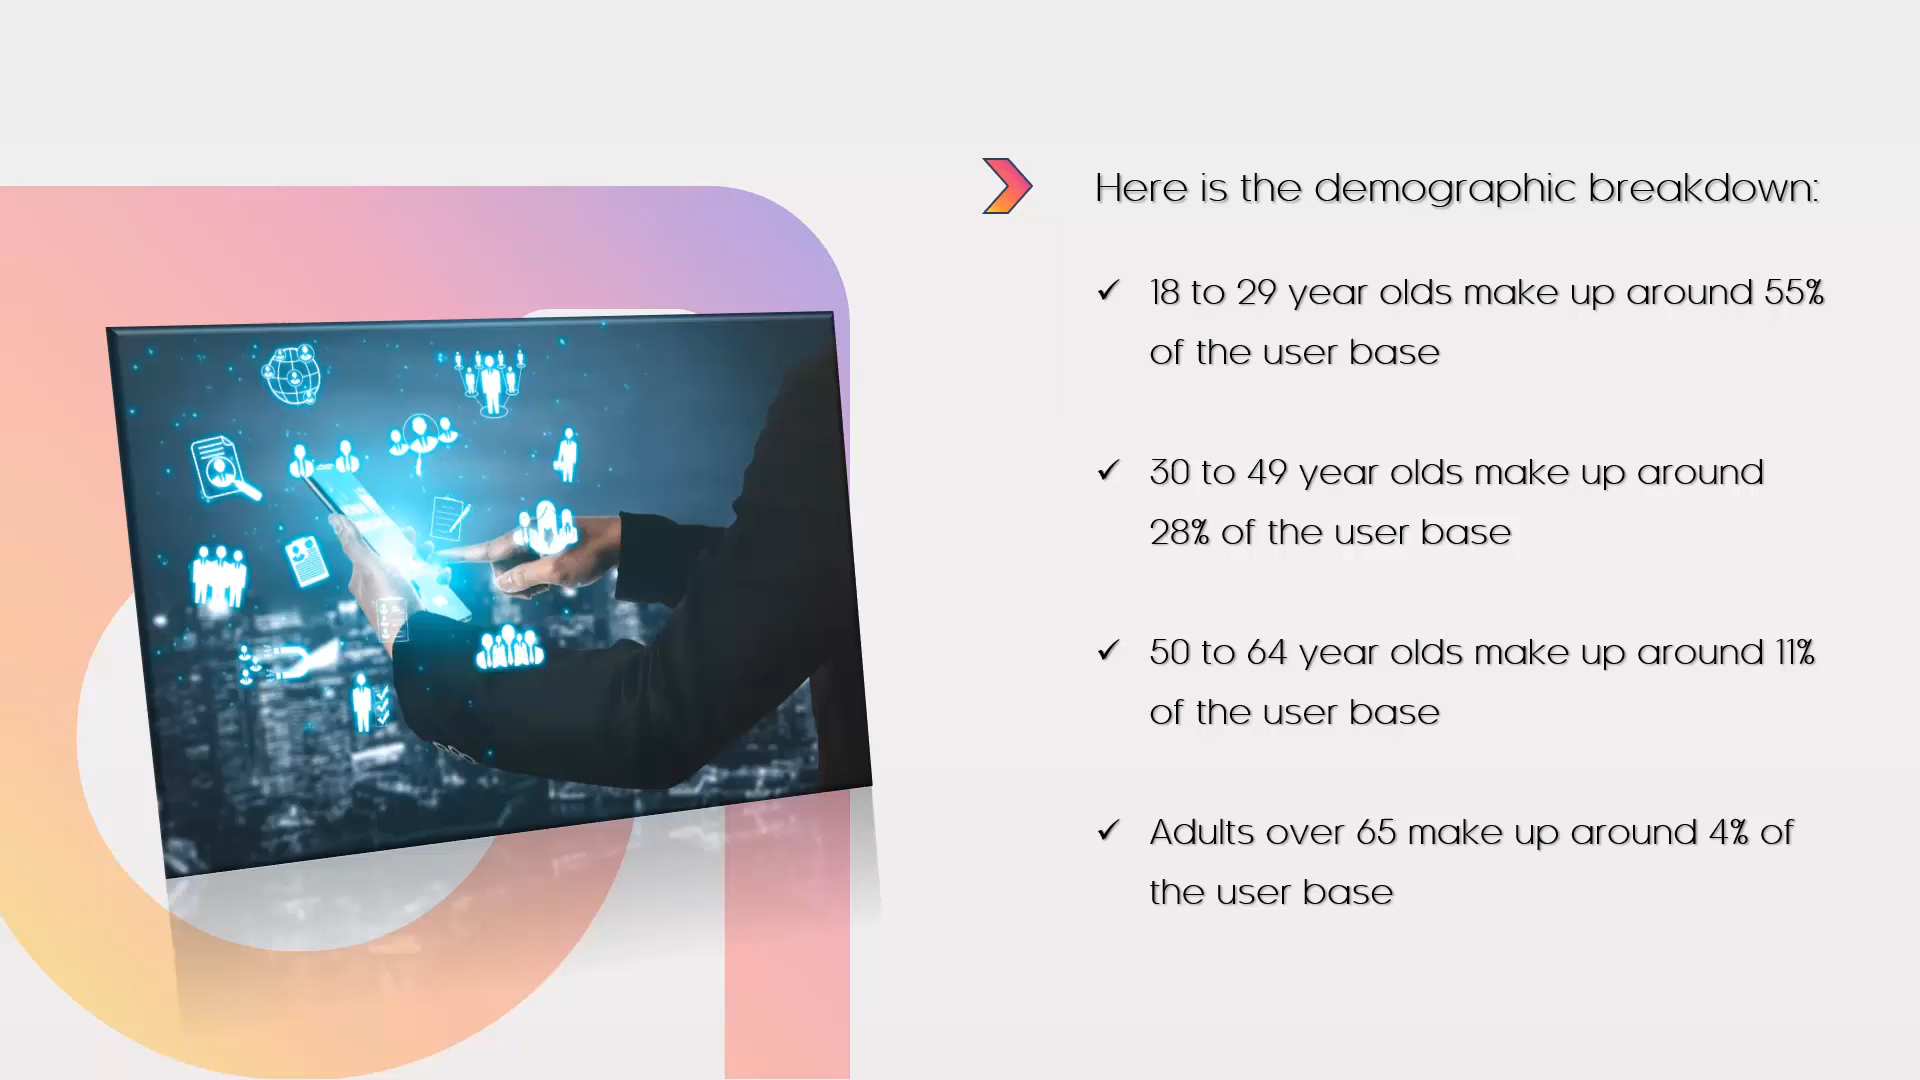 Here is the demographic breakdown:
✓ 18 to 29 year olds make up around 55%
of the user base
✓ 30 to 49 year olds make up around
28% of the user base
✓ 50 to 64 year olds make up around 11%
of the user base
✓ Adults over 65 make up around 4% of
the user base